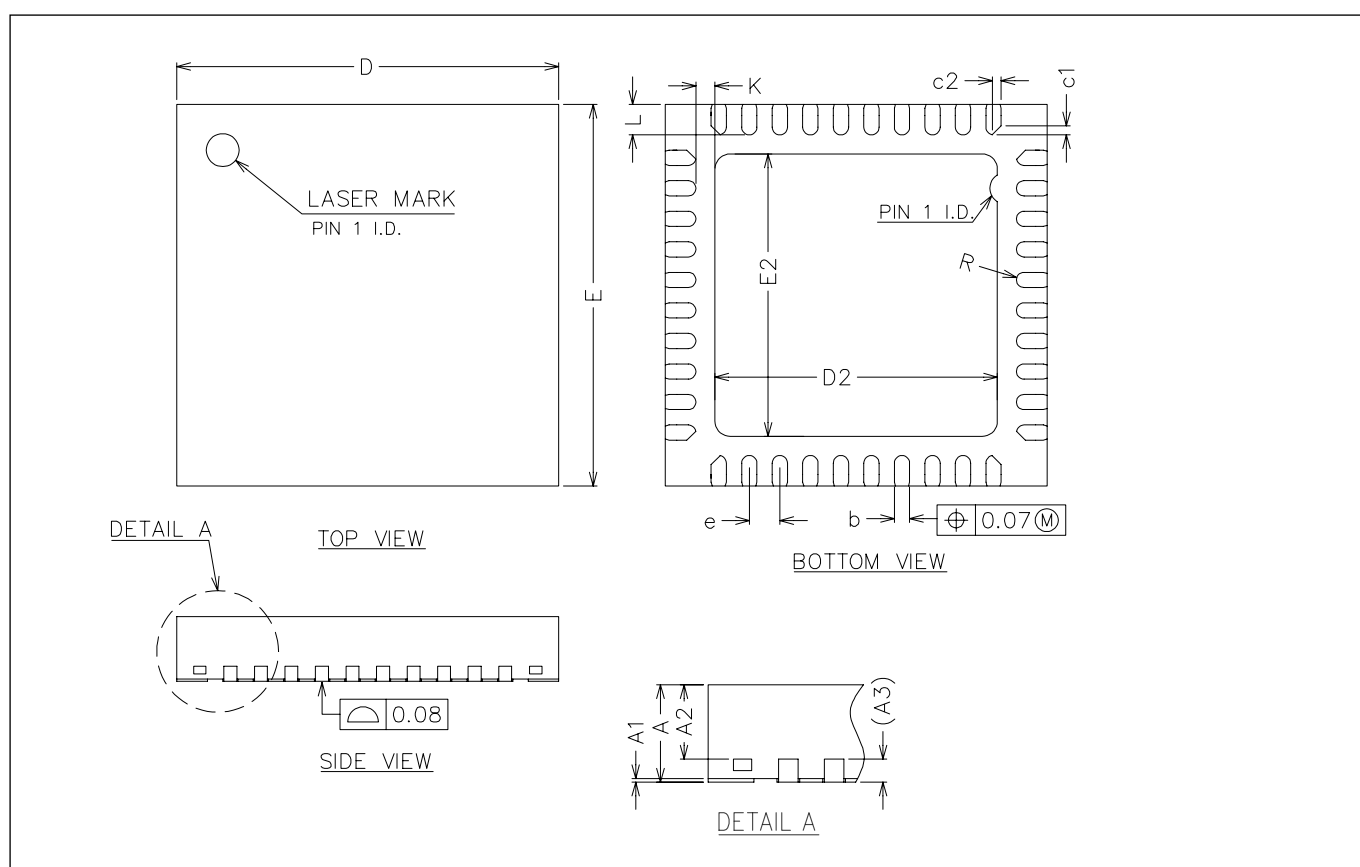 D
K
c2
c1
L
LASER MARK
PIN 1 I.D.
PIN 1 I.D.
R
E
E2
D2
e
b
0.07 Ⓜ
DETAIL A
TOP VIEW
BOTTOM VIEW
0.08
SIDE VIEW
A1
A
A2
(A3)
DETAIL A